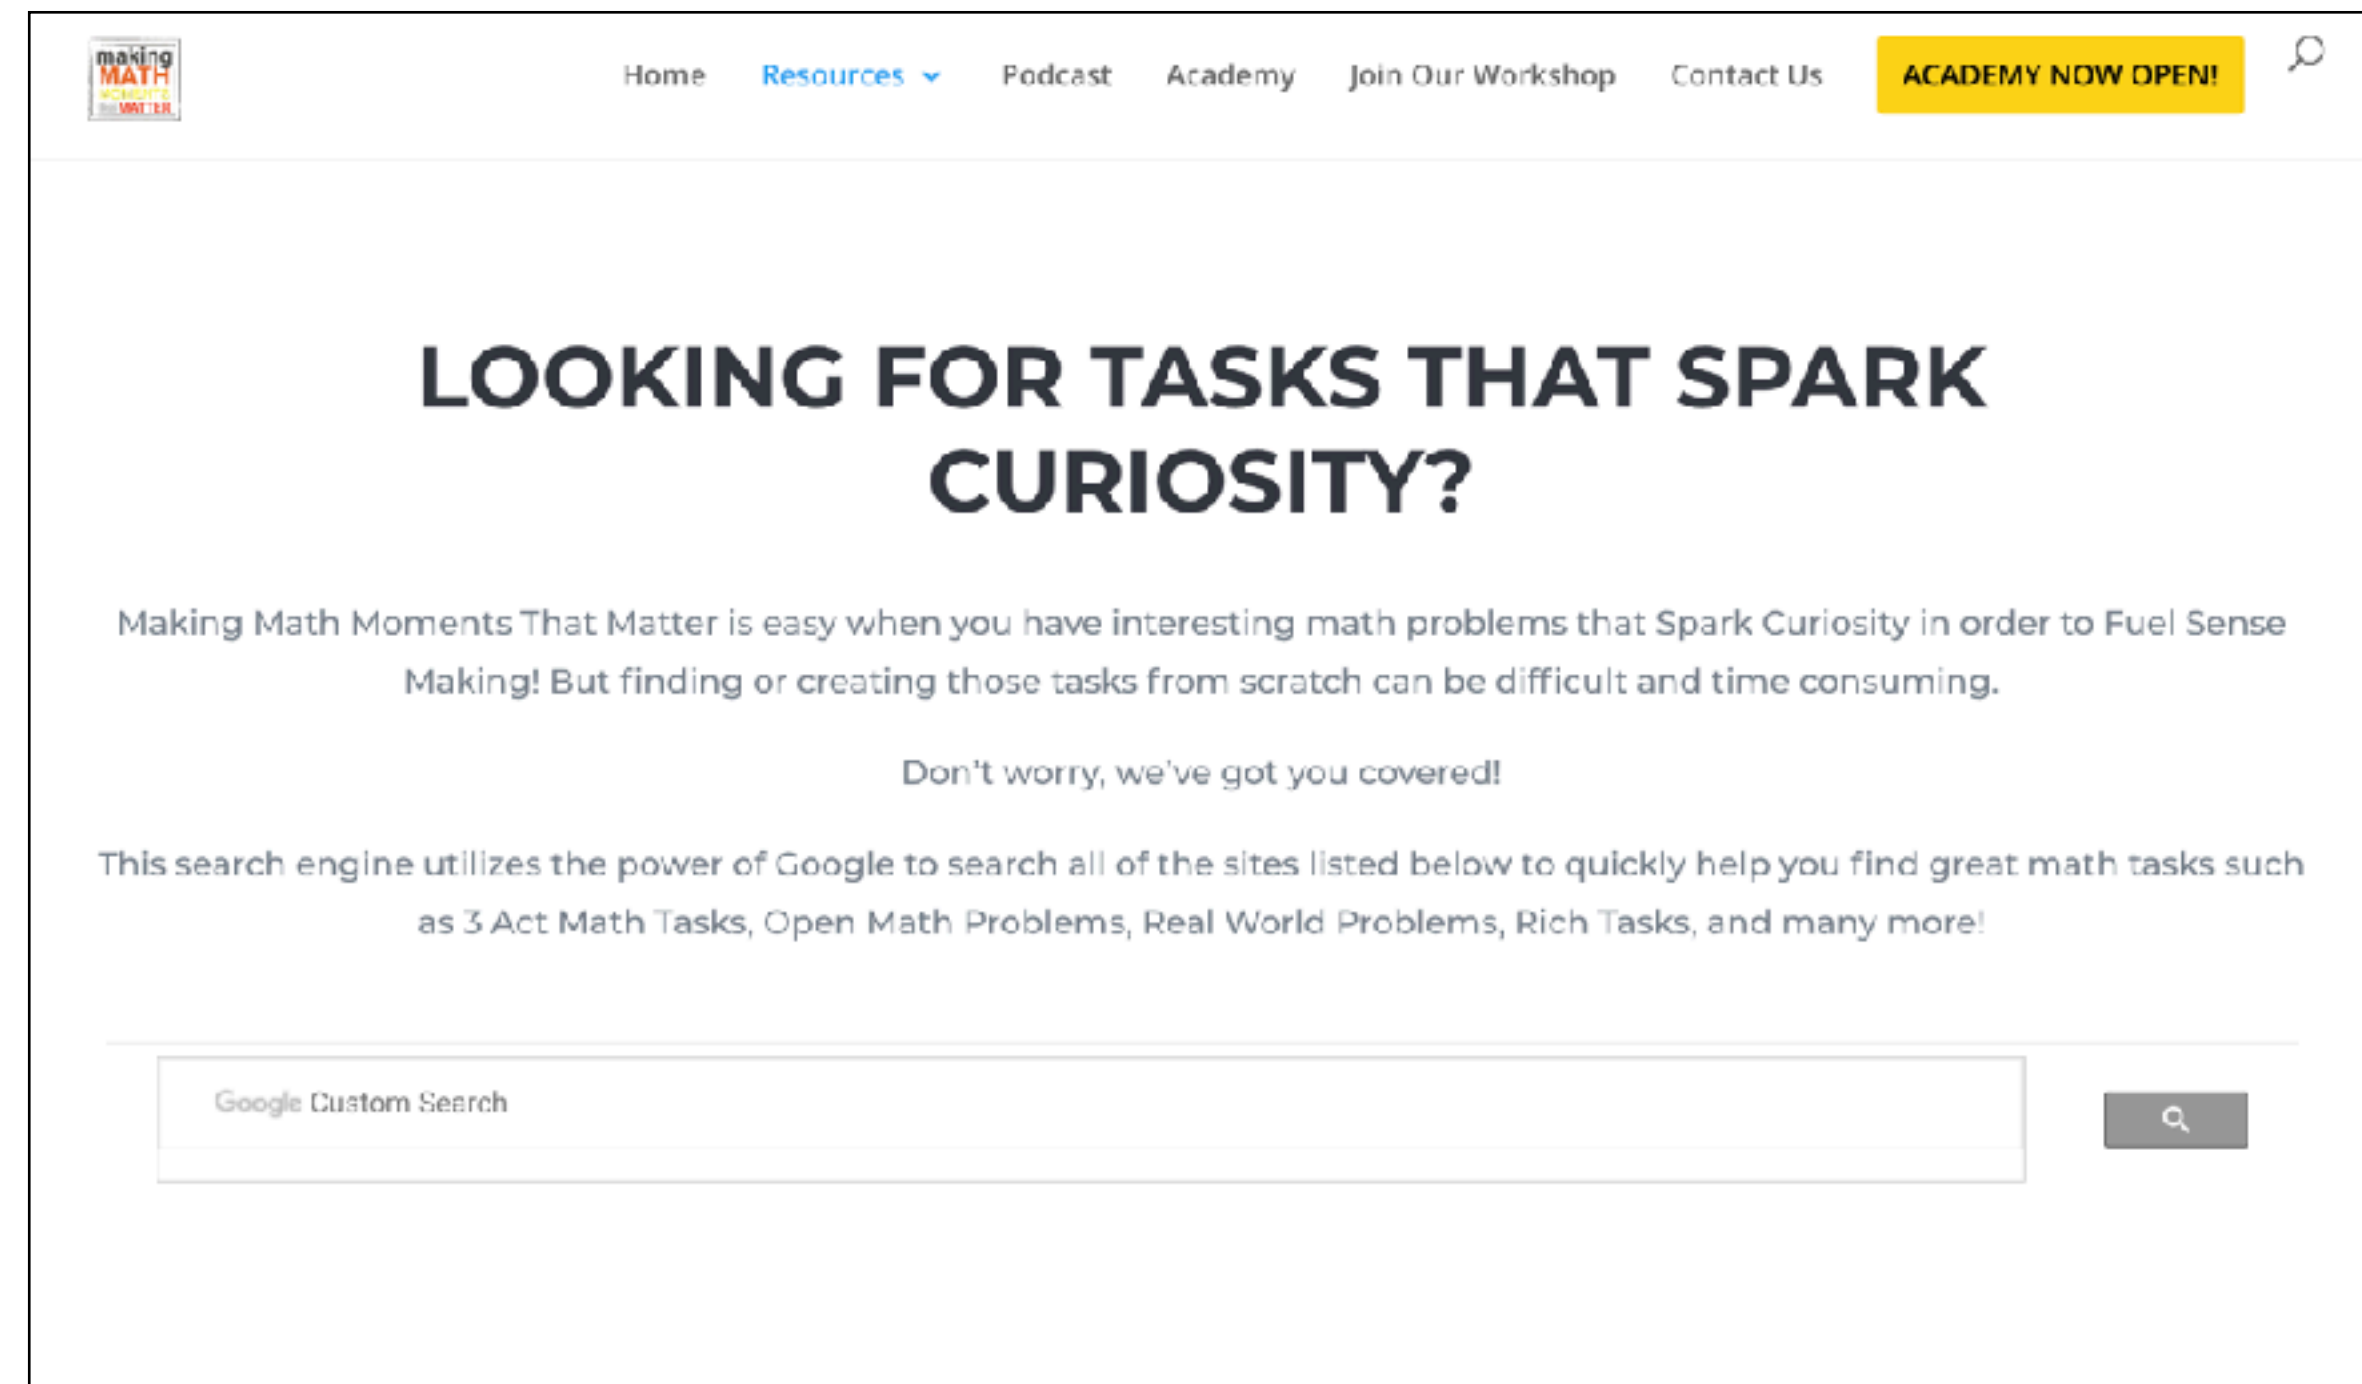 making
MATH
MOMENTS
MATTER
Home Resources Podcast Academy Join Our Workshop Contact Us ACADEMY NOW OPEN!
LOOKING FOR TASKS THAT SPARK
CURIOSITY?
Making Math Moments That Matter is easy when you have interesting math problems that Spark Curiosity in order to Fuel Sense
Making! But finding or creating those tasks from scratch can be difficult and time consuming.
Don't worry, we've got you covered!
This search engine utilizes the power of Google to search all of the sites listed below to quickly help you find great math tasks such
as 3 Act Math Tasks, Open Math Problems, Real World Problems, Rich Tasks, and many more!
Google Custom Search